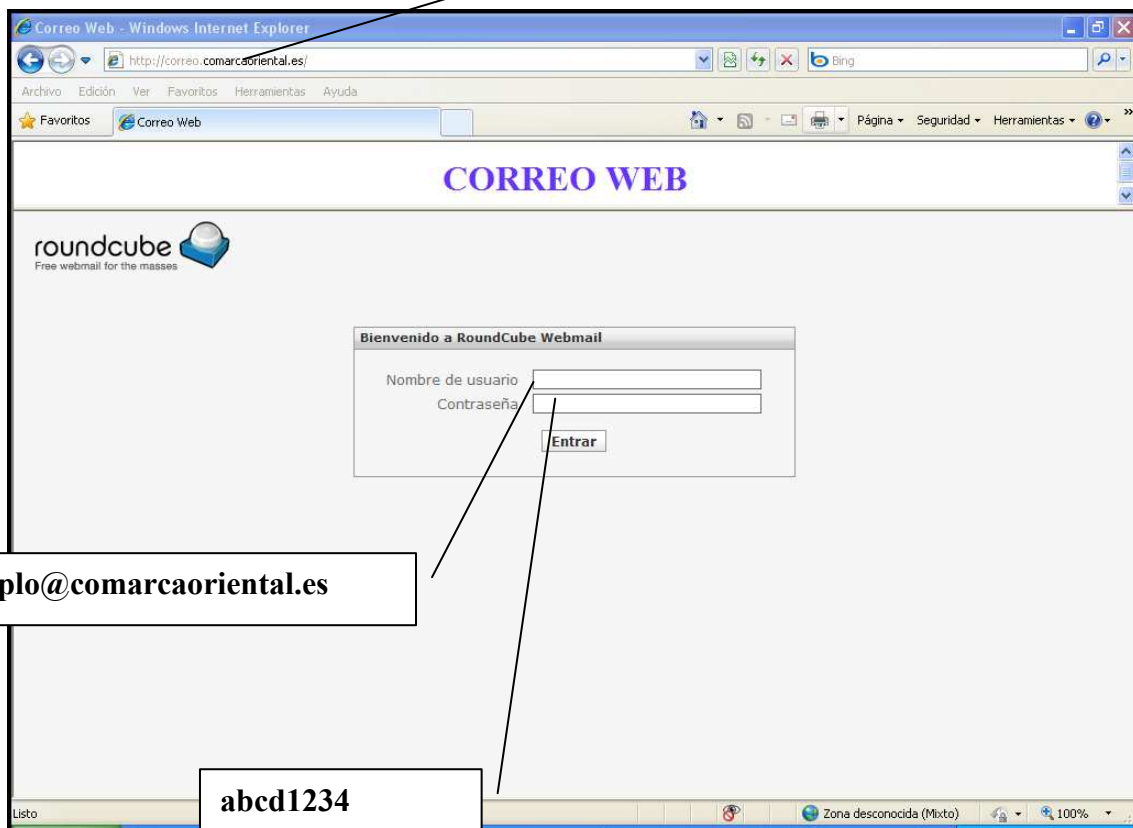 Correo Web - Windows Internet Explorer
http://correo.comarcaoriental.es/
Bing
Archivo Edición Ver Favoritos Herramientas Ayuda
Favoritos Correo Web Página Seguridad Herramientas »
CORREO WEB
roundcube
Free webmail for the masses
Bienvenido a RoundCube Webmail
Nombre de usuario
Contraseña
Entrar
plo@comarcaoriental.es
abcd1234
Listo Zona desconocida (Mixto) 100%